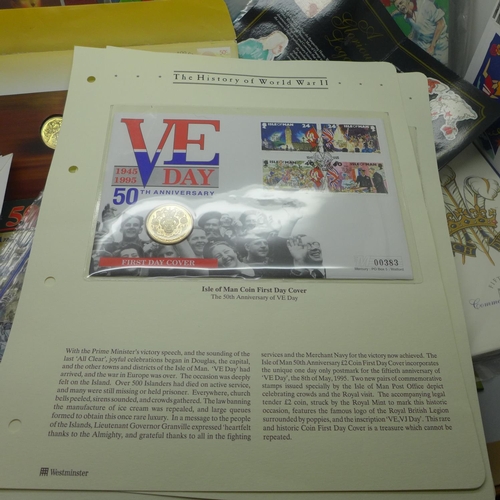 The History of World War II
VE
1945
1995
DAY
50TH ANNIVERSARY
ISLE OF MAN 24
ISLE OF MAN 24
FIRST DAY COVER
00383
Isle of Man Coin First Day Cover
The 50th Anniversary of VE Day
With the Prime Minister's victory speech, and the sounding of the
last 'All Clear', joyful celebrations began in Douglas, the capital,
and the other towns and districts of the Isle of Man. 'VE Day' had
arrived, and the war in Europe was over. The occasion was deeply
felt on the Island. Over 500 Islanders had died on active service,
and many were still missing or held prisoner. Everywhere, church
bells pealed, sirens sounded, and crowds gathered. The law banning
the manufacture of ice cream was repealed, and large queues
formed to obtain this once rare luxury. In a message to the people
of the Islands, Lieutenant Governor Granville expressed 'heartfelt
thanks to the Almighty, and grateful thanks to all in the fighting
services and the Merchant Navy for the victory now achieved. The
Isle of Man 50th Anniversary £2 Coin First Day Cover incorporates
the unique one day only postmark for the fiftieth anniversary of
'VE Day', the 8th of May, 1995. Two new pairs of commemorative
stamps issued specially by the Isle of Man Post Office depict
celebrating crowds and the Royal visit. The accompanying legal
tender £2 coin, struck by the Royal Mint to mark this historic
occasion, features the famous logo of the Royal British Legion
surrounded by poppies, and the inscription 'VE,VJ Day'. This rare
and historic Coin First Day Cover is a treasure which cannot be
repeated.
Westminster